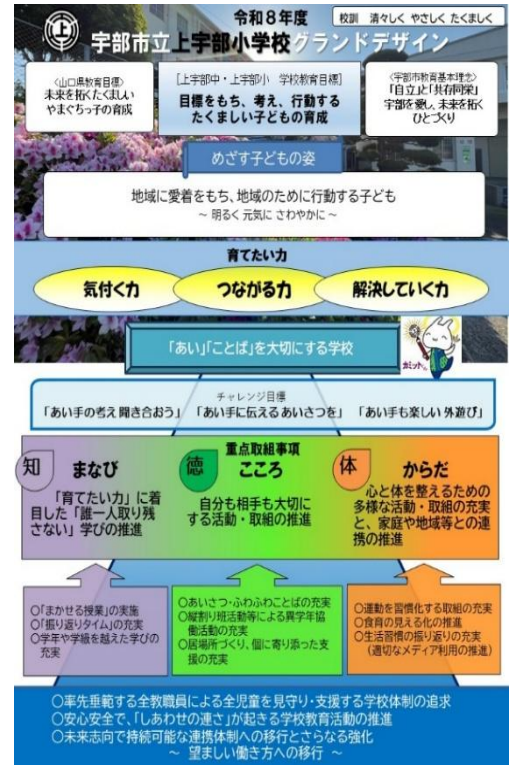 上
令和8年度
校訓 清々しく やさしく たくましく
宇部市立上宇部小学校グランドデザイン
〈山口県教育目標〉
未来を拓くたくましい
やまぐちっ子の育成
[上宇部中・上宇部小 学校教育目標]
目標をもち、考え、行動する
たくましい子どもの育成
〈宇部市教育基本理念〉
「自立」と「共存同栄」
宇部を愛し、未来を拓く
ひとづくり
めざす子どもの姿
地域に愛着をもち、地域のために行動する子ども
～ 明るく 元気に さわやかに ～
育てたい力
気付く力
つながる力
解決していく力
「あい」「ことば」を大切にする学校
チャレンジ目標
「あい手の考え 聞き合おう」 「あい手に伝える あいさつを」 「あい手も楽しい 外遊び」
重点取組事項
知 まなび
「育てたい力」に着
目した「誰一人取り残
さない」学びの推進
徳 こころ
自分も相手も大切に
する活動・取組の推進
体 からだ
心と体を整えるための
多様な活動・取組の充実
と、家庭や地域等との連
携の推進
○「まかせる授業」の実施
○「振り返りタイム」の充実
○学年や学級を越えた学びの
充実
○あいさつ・ふわふわことばの充実
○縦割り班活動等による異学年協
働活動の充実
○居場所づくり、個に寄り添った支
援の充実
○運動を習慣化する取組の充実
○食育の見える化の推進
○生活習慣の振り返りの充実
(適切なメディア利用の推進)
○率先垂範する全教職員による全児童を見守り・支援する学校体制の追求
○安心安全で、「しあわせの連さ」が起きる学校教育活動の推進
○未来志向で持続可能な連携体制への移行とさらなる強化
～ 望ましい働き方への移行 ～